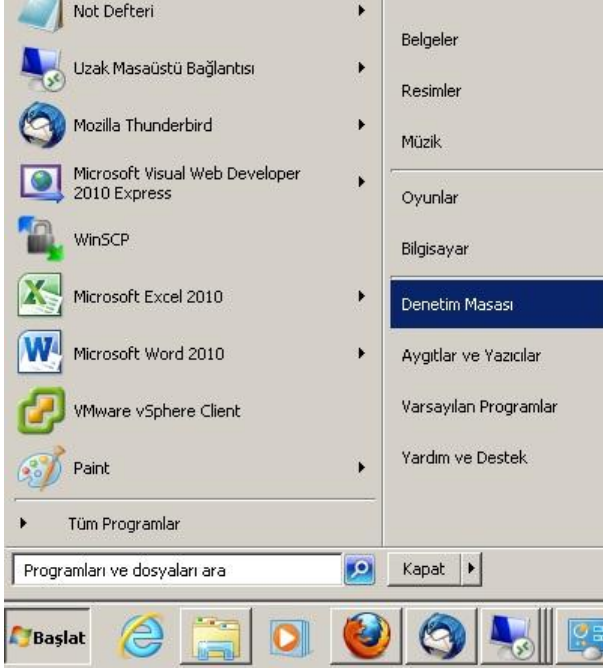 Not Defteri
Uzak Masaüstü Bağlantısı
Mozilla Thunderbird
Microsoft Visual Web Developer
2010 Express
WinSCP
Microsoft Excel 2010
Microsoft Word 2010
VMware vSphere Client
Paint
Tüm Programlar
Programları ve dosyaları ara
Belgeler
Resimler
Müzik
Oyunlar
Bilgisayar
Denetim Masası
Aygıtlar ve Yazıcılar
Varsayılan Programlar
Yardım ve Destek
Kapat
Başlat